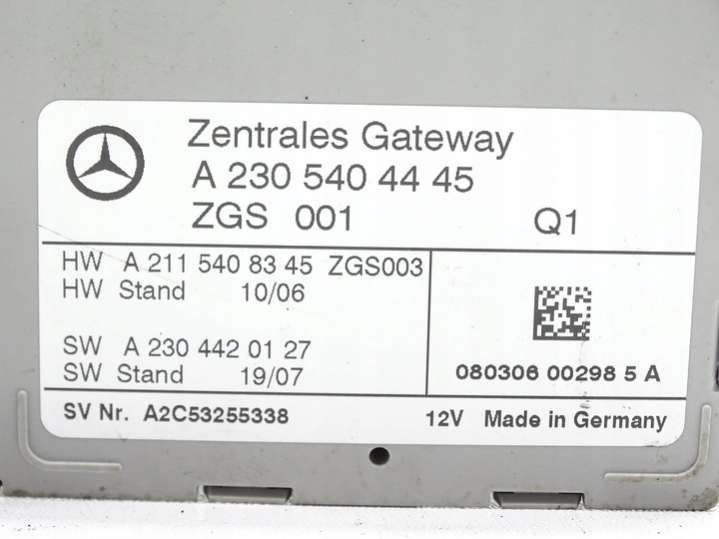 Zentrales Gateway
A 230 540 44 45
ZGS 001 Q1
HW A 211 540 83 45 ZGS003
HW Stand 10/06
SW A 230 442 01 27
SW Stand 19/07
080306 00298 5 A
SV Nr. A2C53255338 12V Made in Germany